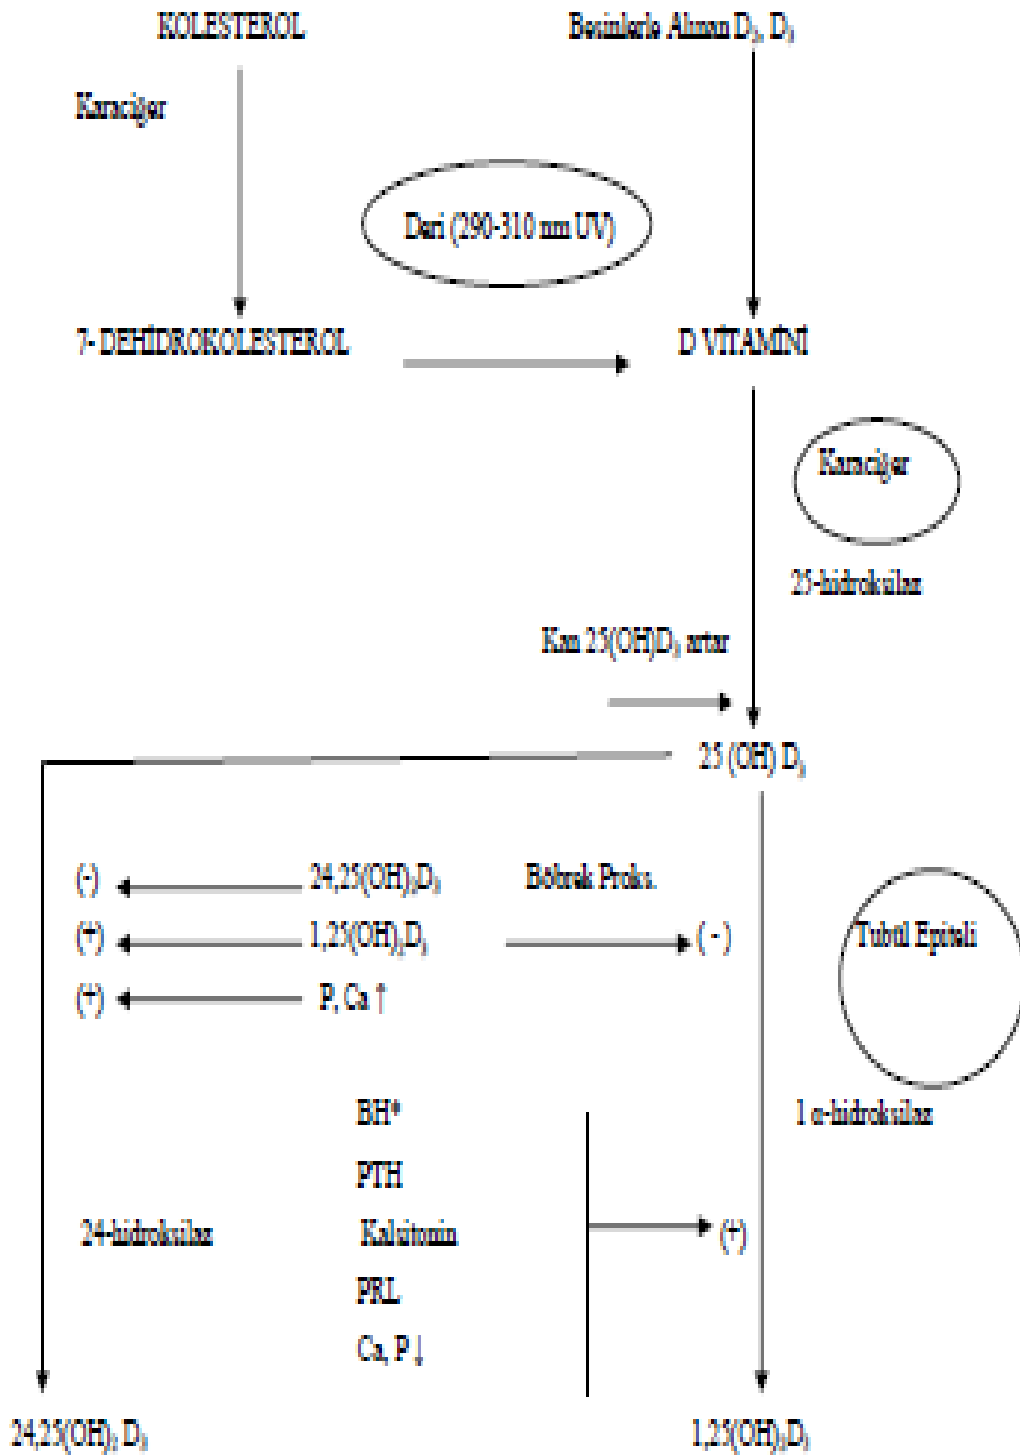 KOLESTEROL
Besinlerle Alınan D₂, D₃
Karaciğer
Deri (290-310 nm UV)
7- DEHİDROKOLESTEROL
D VİTAMİNİ
Karaciğer
25-hidroksilaz
Kan 25(OH)D₃ artar
25 (OH) D₃
(-)
24,25(OH)₂D₃
Böbrek Proks.
(+)
1,25(OH)₂D₃
( - )
Tubül Epiteli
(+)
P, Ca ↑
BH*
1 α-hidroksilaz
PTH
24-hidroksilaz
Kalsitonin
(+)
PRL
Ca, P ↓
24,25(OH)₂ D₃
1,25(OH)₂D₃